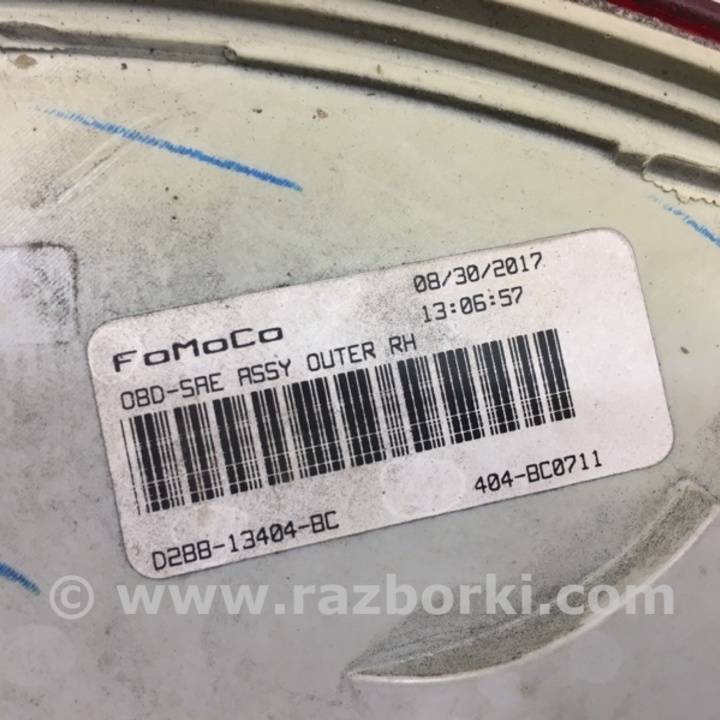 08/30/2017
13:06:57
FoMoCo
CBD-SAE ASSY OUTER RH
404-BC0711
D2BB-13404-BC
© www.razborki.com